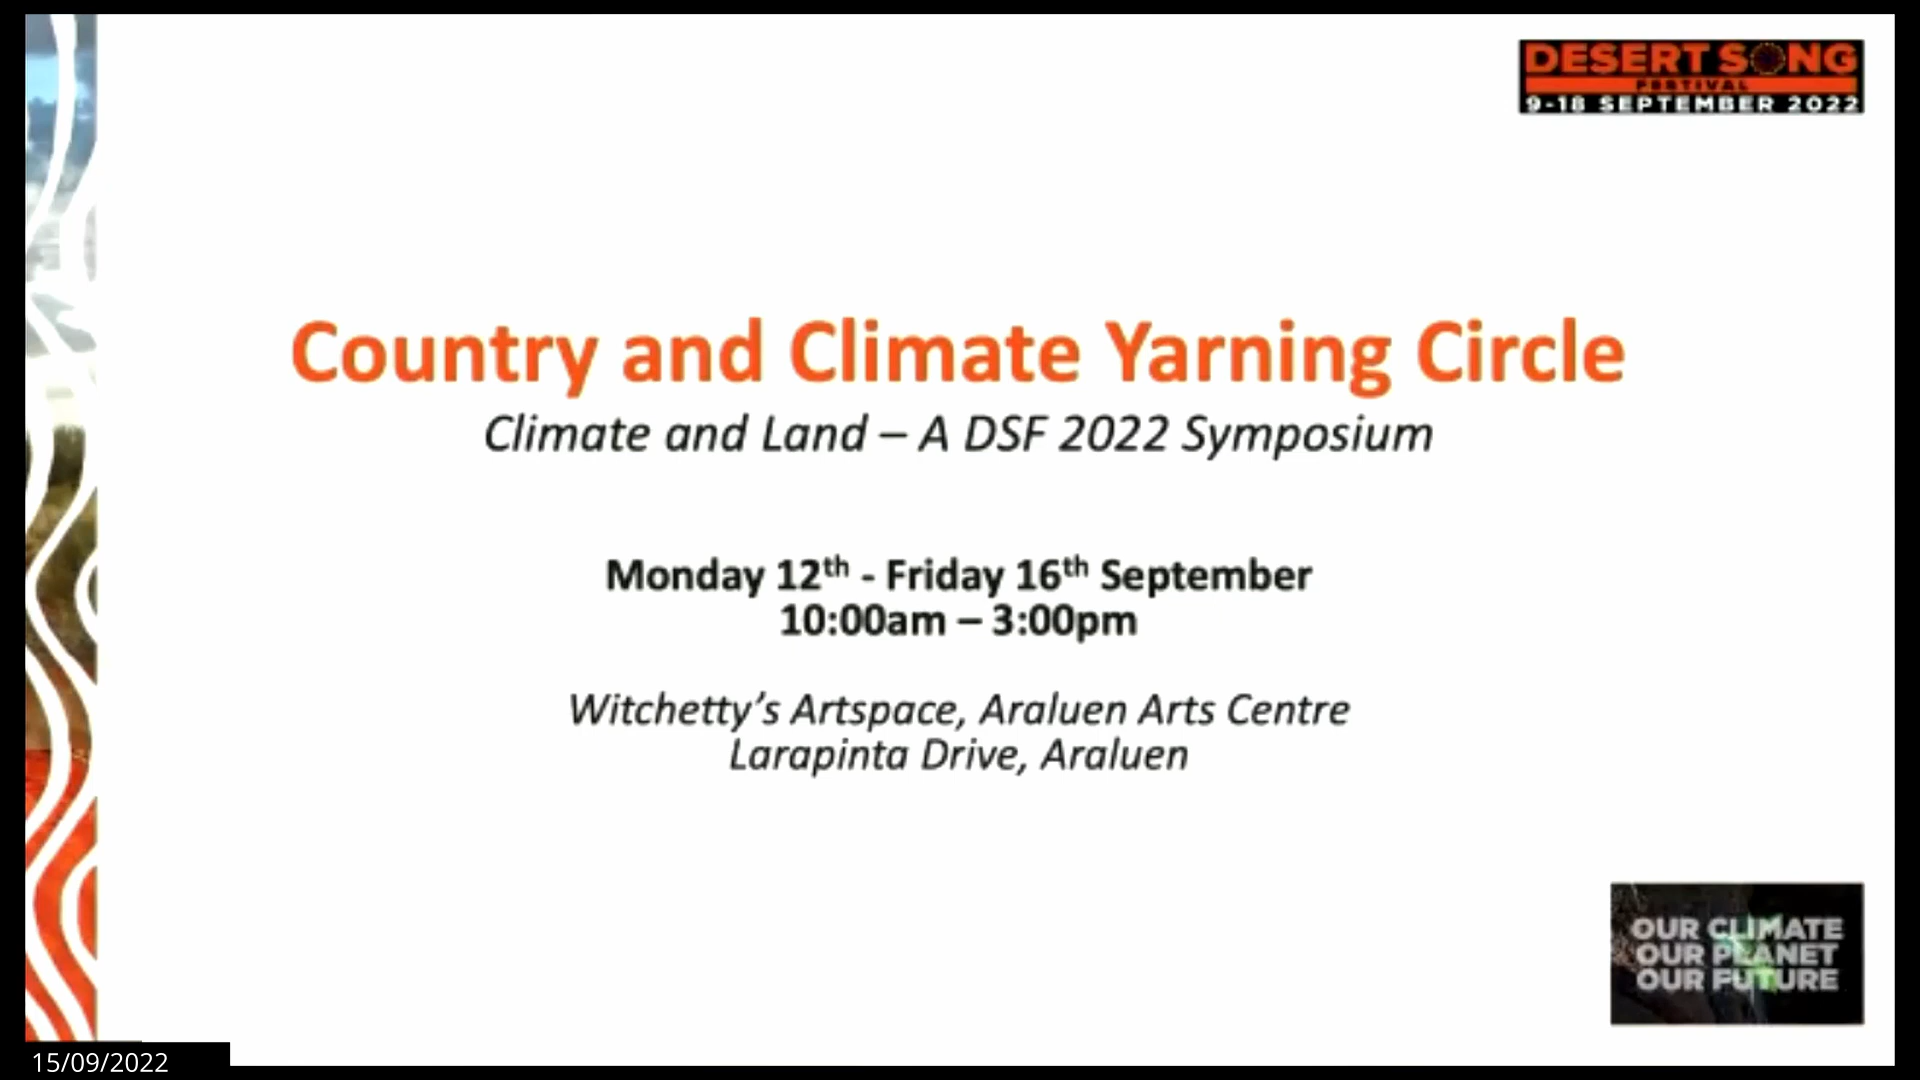 DESERT SONG
FESTIVAL
9-18 SEPTEMBER 2022
Country and Climate Yarning Circle
Climate and Land – A DSF 2022 Symposium
Monday 12th - Friday 16th September
10:00am – 3:00pm
Witchetty’s Artspace, Araluen Arts Centre
Larapinta Drive, Araluen
OUR CLIMATE
OUR PLANET
OUR FUTURE
15/09/2022